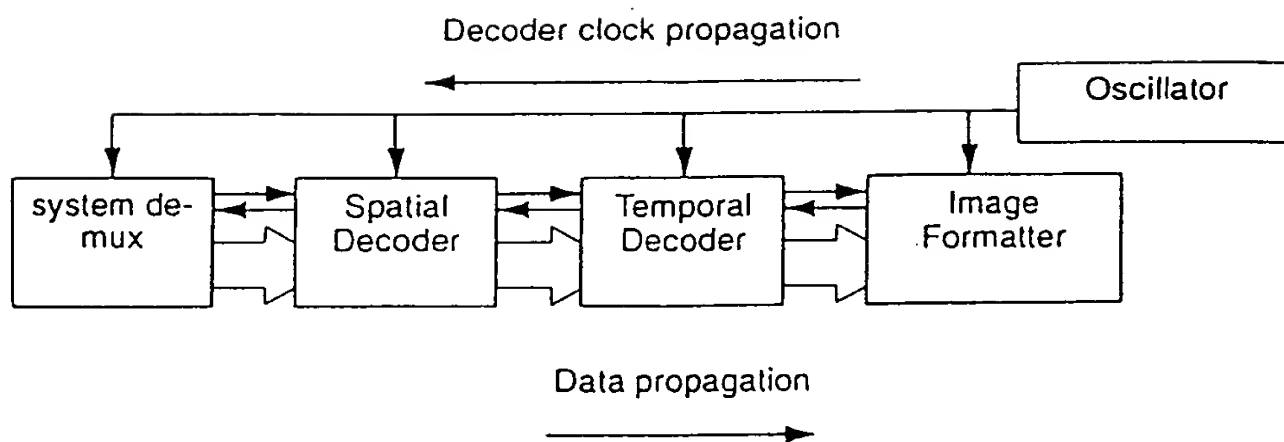 Decoder clock propagation
Oscillator
system de-
mux
Spatial
Decoder
Temporal
Decoder
Image
Formatter
Data propagation